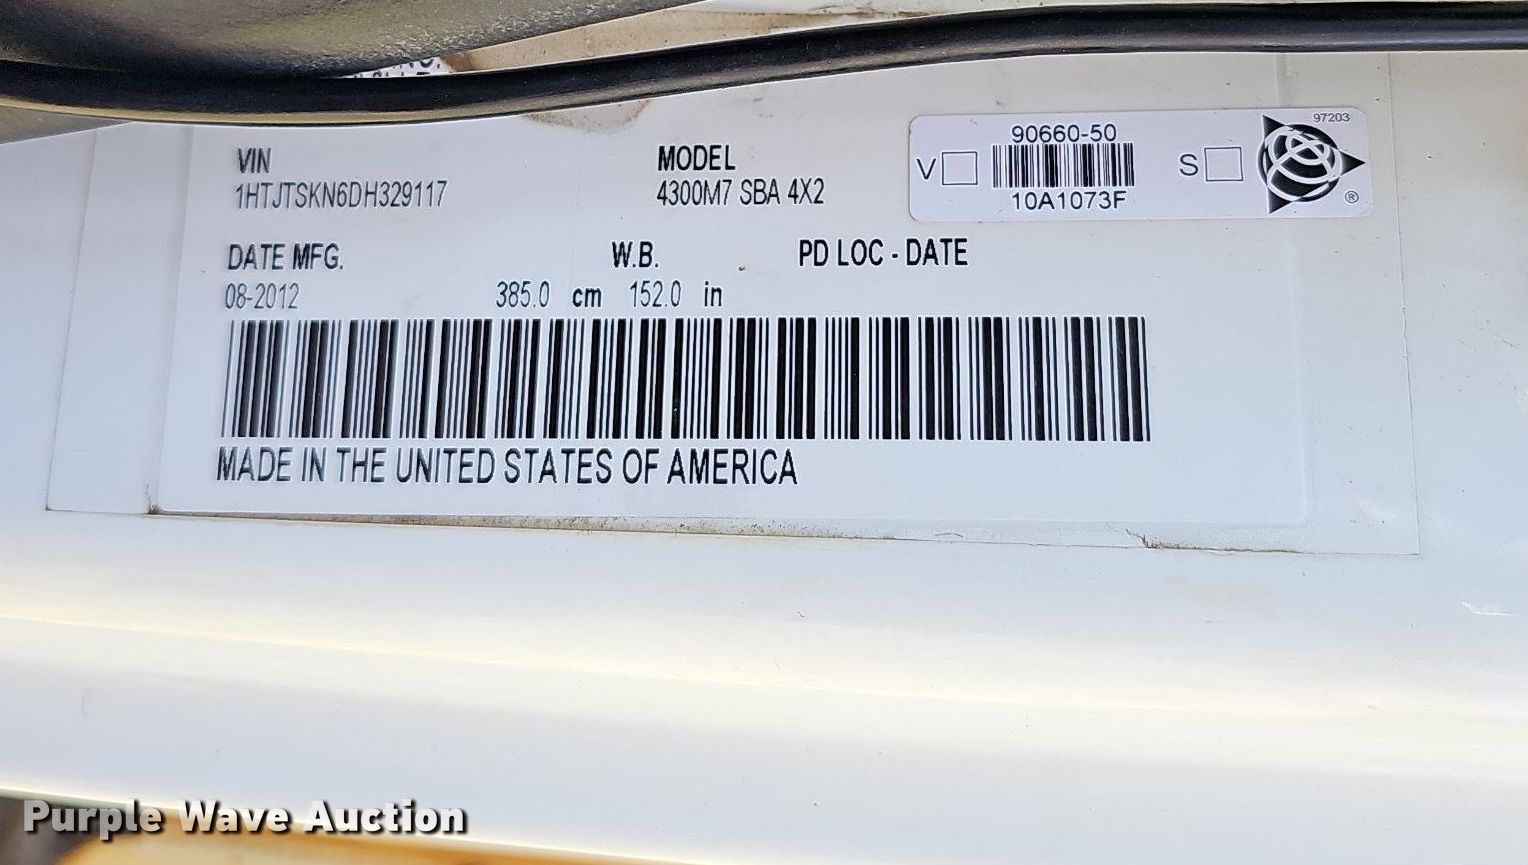 VIN
1HTJTSKN6DH329117
MODEL
4300M7 SBA 4X2
97203
90660-50
V
S
10A1073F
®
DATE MFG.
W.B.
PD LOC - DATE
08-2012
385.0 cm 152.0 in
MADE IN THE UNITED STATES OF AMERICA
Purple Wave Auction